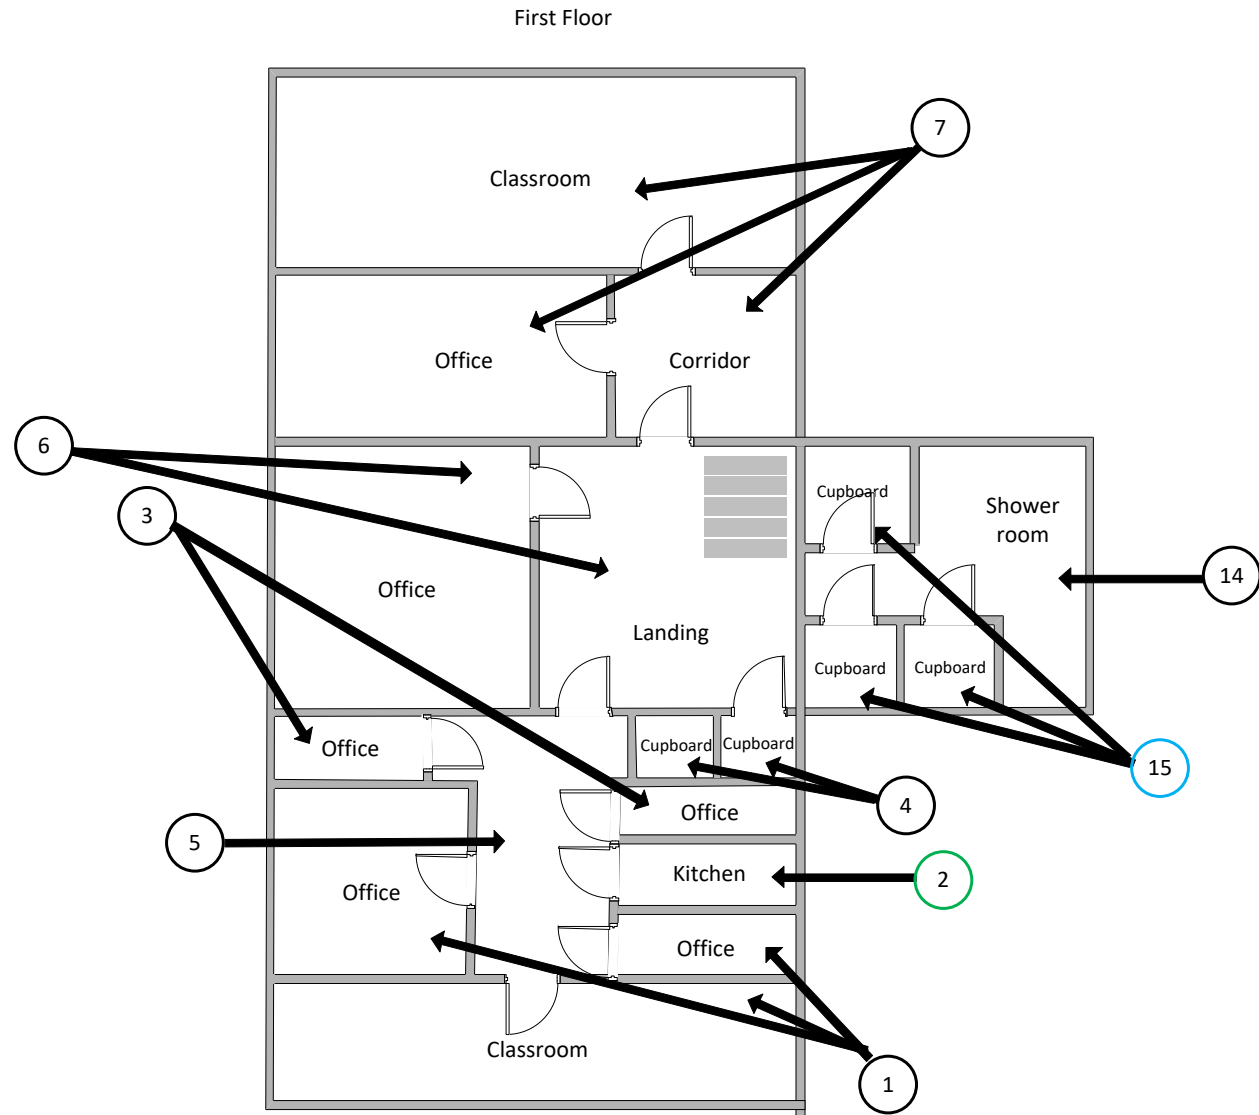 First Floor
7
Classroom
Office
Corridor
6
3
Cupboard
Shower
room
14
Office
Landing
Cupboard
Cupboard
Office
Cupboard
Cupboard
15
4
Office
5
Kitchen
2
Office
Office
Classroom
1